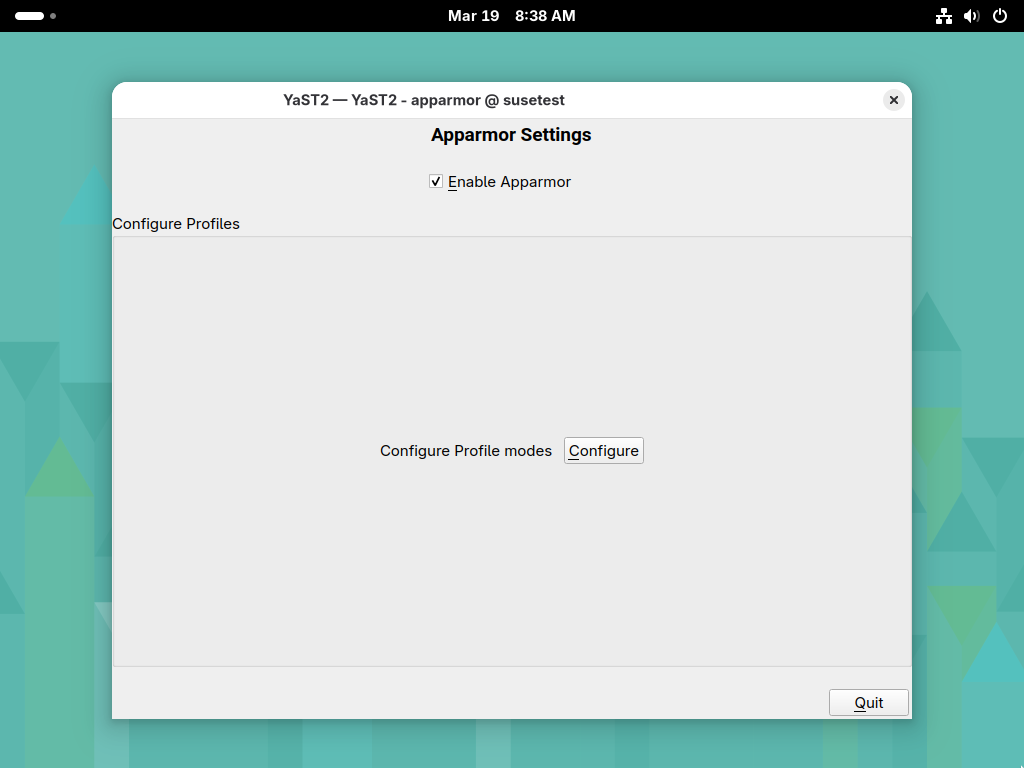 Mar 19 8:38 AM
YaST2 — YaST2 - apparmor @ susetest
Apparmor Settings
Enable Apparmor
Configure Profiles
Configure Profile modes Configure
Quit